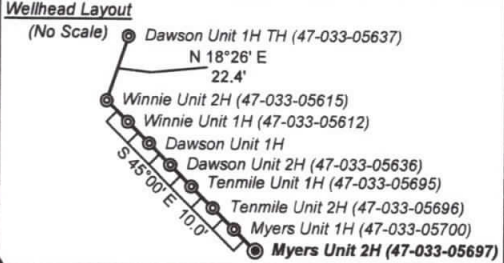 Wellhead Layout
(No Scale)
Dawson Unit 1H TH (47-033-05637)
N 18°26' E
22.4'
Winnie Unit 2H (47-033-05615)
Winnie Unit 1H (47-033-05612)
Dawson Unit 1H
Dawson Unit 2H (47-033-05636)
S 45°00' E 10.0'
Tenmile Unit 1H (47-033-05695)
Tenmile Unit 2H (47-033-05696)
Myers Unit 1H (47-033-05700)
Myers Unit 2H (47-033-05697)